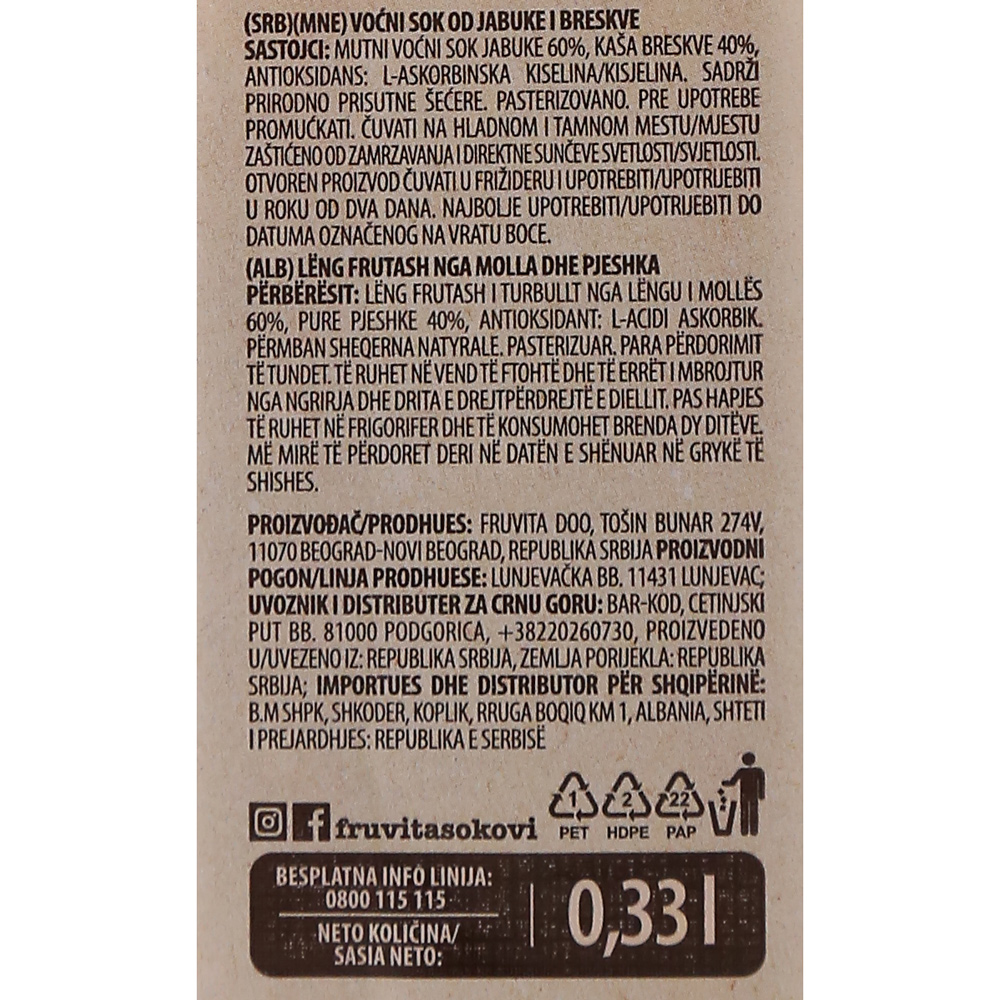 (SRB)(MNE) VOĆNI SOK OD JABUKE I BRESKVE
SASTOJCI: MUTNI VOĆNI SOK JABUKE 60%, KAŠA BRESKVE 40%,
ANTIOKSIDANS: L-ASKORBINSKA KISELINA/KISJELINA. SADRŽI
PRIRODNO PRISUTNE ŠEĆERE. PASTERIZOVANO. PRE UPOTREBE
PROMUĆKATI. ČUVATI NA HLADNOM I TAMNOM MESTU/MJESTU
ZAŠTIĆENO OD ZAMRZAVANJA I DIREKTNE SUNČEVE SVETLOSTI/SVJETLOSTI.
OTVOREN PROIZVOD ČUVATI U FRIŽIDERU I UPOTREBITI/UPOTRIJEBITI
U ROKU OD DVA DANA. NAJBOLJE UPOTREBITI/UPOTRIJEBITI DO
DATUMA OZNAČENOG NA VRATU BOCE.
(ALB) LËNG FRUTASH NGA MOLLA DHE PJESHKA
PËRBËRËSIT: LËNG FRUTASH I TURBULLT NGA LËNGU I MOLLËS
60%, PURE PJESHKE 40%, ANTIOKSIDANT: L-ACIDI ASKORBIK.
PËRMBAN SHEQERNA NATYRALE. PASTERIZUAR. PARA PËRDORIMIT
TË TUNDET. TË RUHET NË VEND TË FTOHTË DHE TË ERRËT I MBROJTUR
NGA NGRIRJA DHE DRITA E DREJTPËRDREJTË E DIELLIT. PAS HAPJES
TË RUHET NË FRIGORIFER DHE TË KONSUMOHET BRENDA DY DITËVE.
MË MIRË TË PËRDORET DERI NË DATËN E SHËNUAR NË GRYKË TË
SHISHES.
PROIZVOĐAČ/PRODHUES: FRUVITA DOO, TOŠIN BUNAR 274V,
11070 BEOGRAD-NOVI BEOGRAD, REPUBLIKA SRBIJA PROIZVODNI
POGON/LINJA PRODHUESE: LUNJEVAČKA BB. 11431 LUNJEVAC;
UVOZNIK I DISTRIBUTER ZA CRNU GORU: BAR-KOD, CETINJSKI
PUT BB. 81000 PODGORICA, +38220260730, PROIZVEDENO
U/UVEZENO IZ: REPUBLIKA SRBIJA, ZEMLJA PORIJEKLA: REPUBLIKA
SRBIJA; IMPORTUES DHE DISTRIBUTOR PËR SHQIPËRINË:
B.M SHPK, SHKODER, KOPLIK, RRUGA BOQIQ KM 1, ALBANIA, SHTETI
I PREJARDHJES: REPUBLIKA E SERBISË
1 2 22
fruvitasokovi PET HDPE PAP
BESPLATNA INFO LINIJA:
0800 115 115
NETO KOLIČINA/
SASIA NETO:
0,33 l